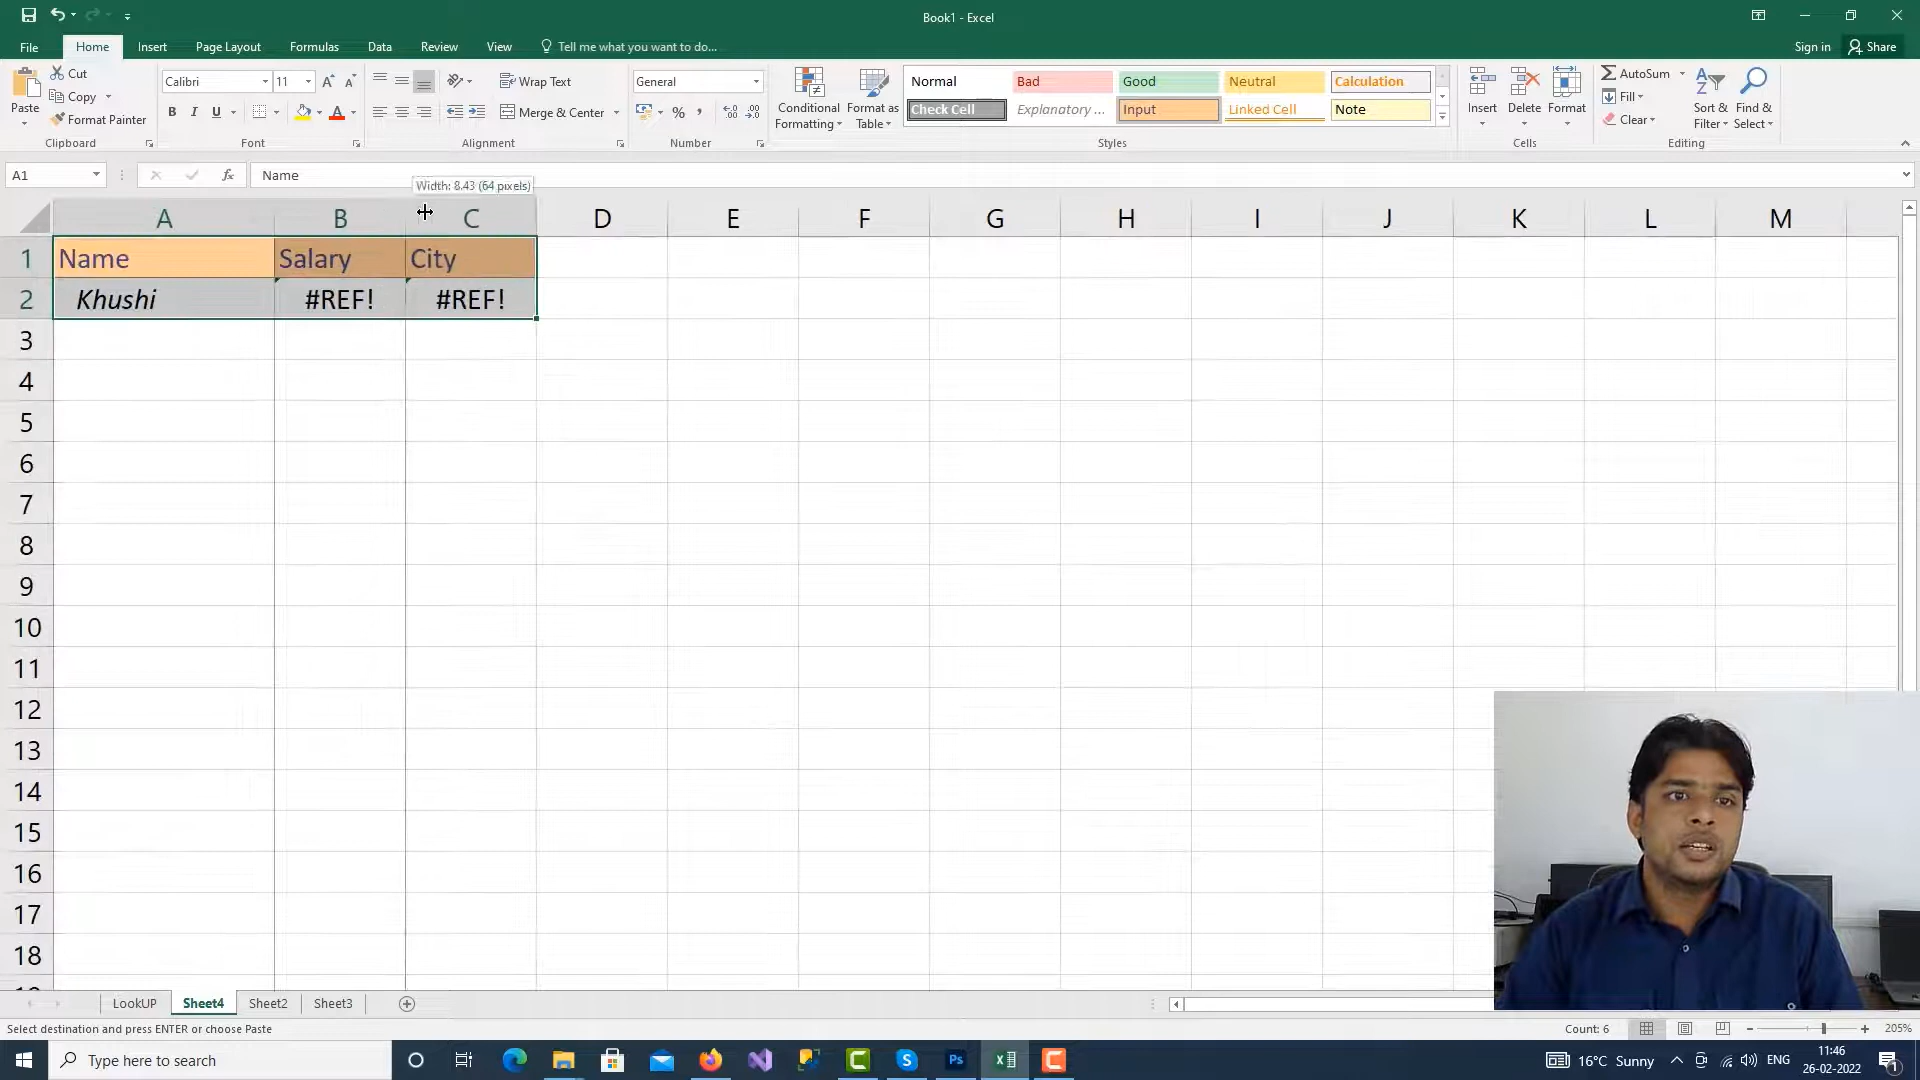 Book1 - Excel
File Home Insert Page Layout Formulas Data Review View Tell me what you want to do... Sign in Share
Paste Cut Copy Format Painter
Clipboard
Calibri 11
B I U
Font
Wrap Text
Merge & Center
Alignment
General
%
Number
Conditional Formatting Format as Table
Normal Bad Good Neutral Calculation
Check Cell Explanatory ... Input Linked Cell Note
Styles
Insert Delete Format
Cells
AutoSum
Fill
Clear
Sort & Filter Find & Select
Editing
A1 fx Name
Width: 8.43 (64 pixels)
A B C D E F G H I J K L M
1 Name Salary City
2 Khushi #REF! #REF!
3
4
5
6
7
8
9
10
11
12
13
14
15
16
17
18
LookUP Sheet4 Sheet2 Sheet3
Select destination and press ENTER or choose Paste Count: 6 205%
Type here to search 16°C Sunny ENG 11:46
26-02-2022